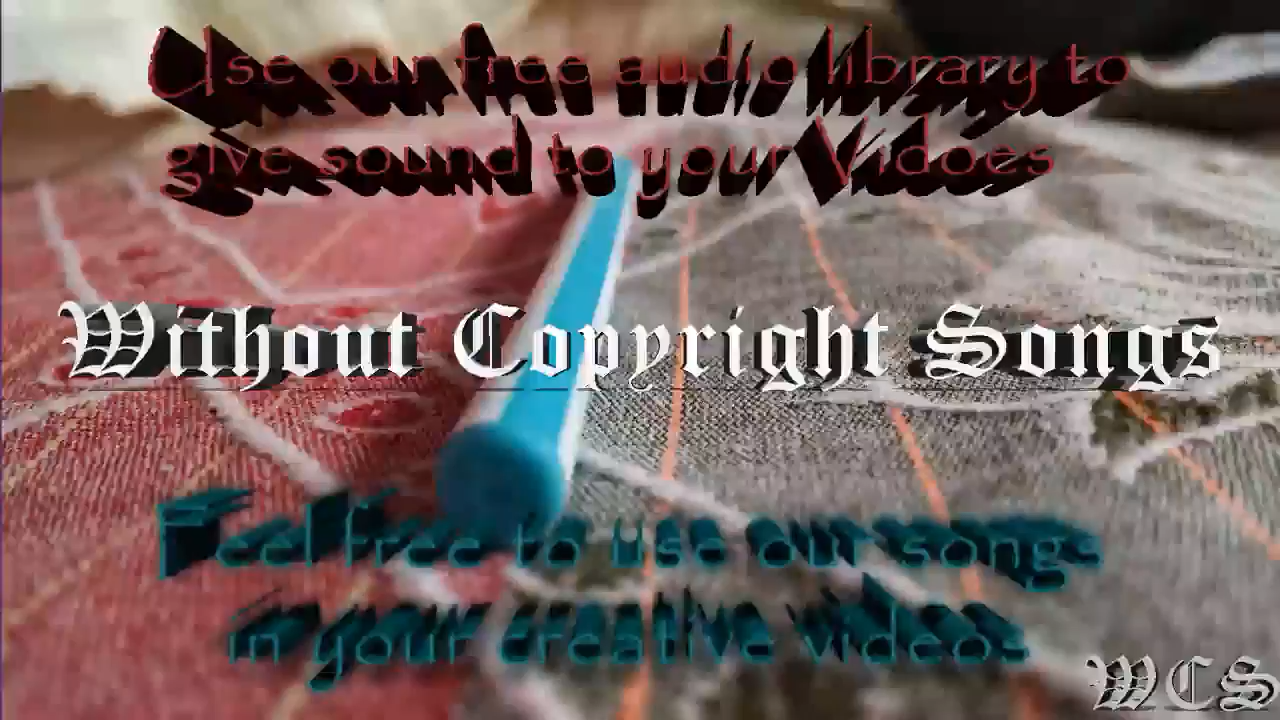 Use our free audio library to
give sound to your Vidoes
Without Copyright Songs
Feel free to use our songs
in your creative videos
WCS